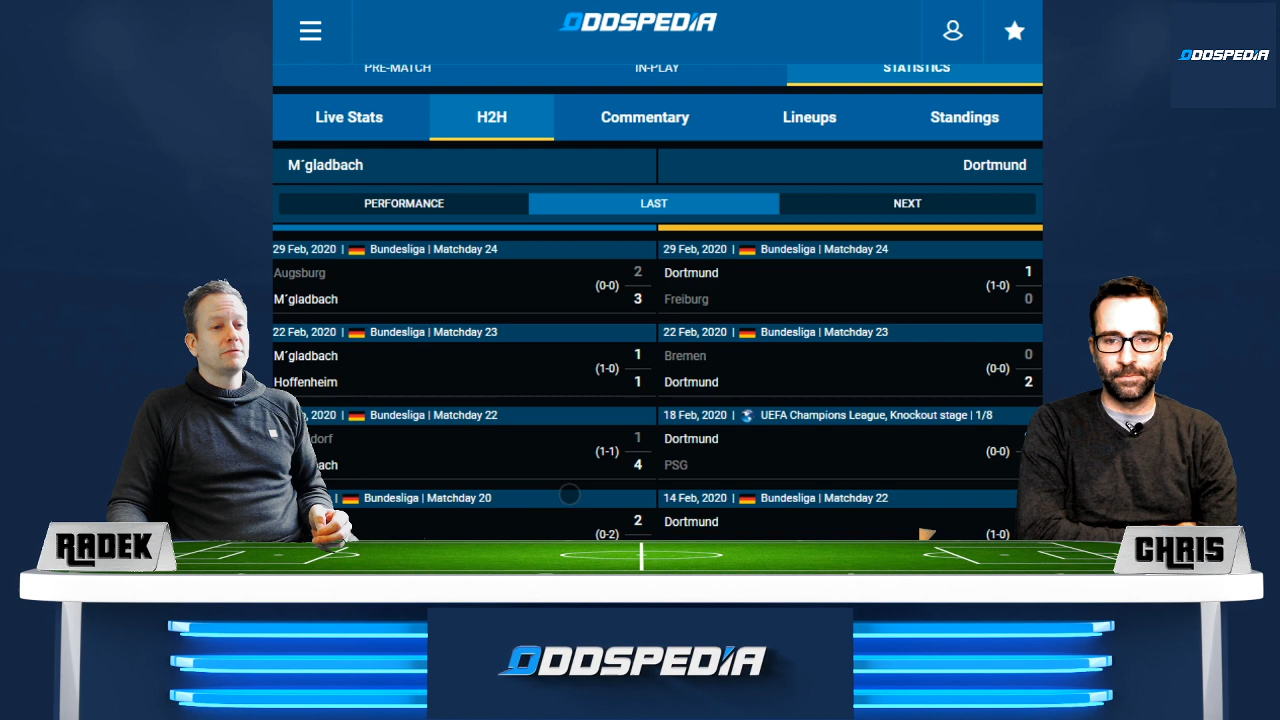 ODDSPEDIA
ODDSPEDIA
PRE-MATCH IN-PLAY STATISTICS
Live Stats H2H Commentary Lineups Standings
M´gladbach Dortmund
PERFORMANCE LAST NEXT
29 Feb, 2020 | Bundesliga | Matchday 24
Augsburg 2
(0-0)
M´gladbach 3
29 Feb, 2020 | Bundesliga | Matchday 24
Dortmund 1
(1-0)
Freiburg 0
22 Feb, 2020 | Bundesliga | Matchday 23
M´gladbach 1
(1-0)
Hoffenheim 1
22 Feb, 2020 | Bundesliga | Matchday 23
Bremen 0
(0-0)
Dortmund 2
b, 2020 | Bundesliga | Matchday 22
dorf 1
(1-1)
bach 4
18 Feb, 2020 | UEFA Champions League, Knockout stage | 1/8
Dortmund
(0-0)
PSG
| Bundesliga | Matchday 20
2
(0-2)
14 Feb, 2020 | Bundesliga | Matchday 22
Dortmund
(1-0)
RADEK
CHRIS
ODDSPEDIA